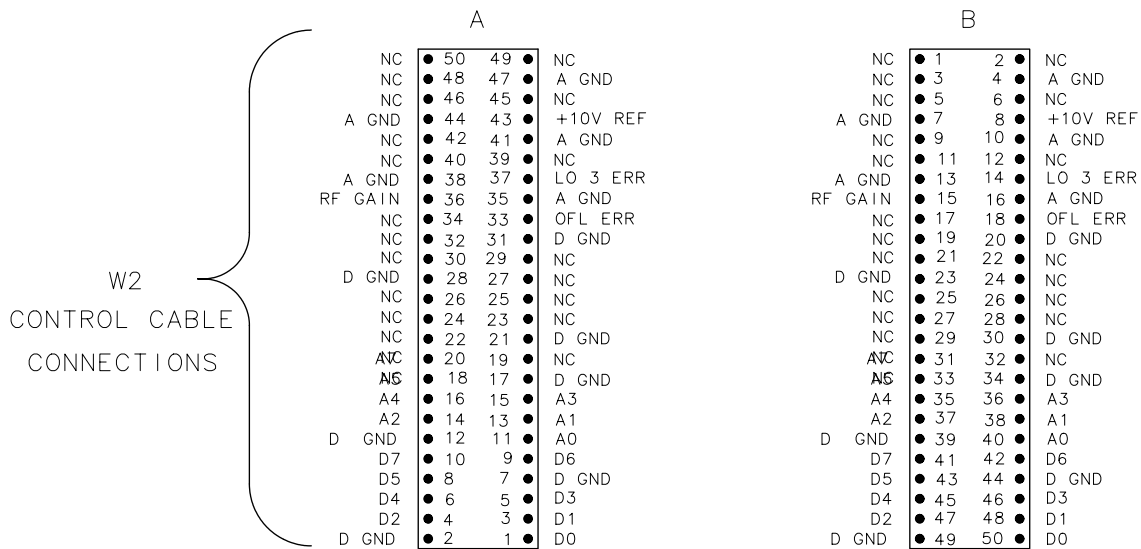 A B
NC 50 49 NC NC 1 2 NC
NC 48 47 A GND NC 3 4 A GND
NC 46 45 NC NC 5 6 NC
A GND 44 43 +10V REF A GND 7 8 +10V REF
NC 42 41 A GND NC 9 10 A GND
NC 40 39 NC NC 11 12 NC
A GND 38 37 LO 3 ERR A GND 13 14 LO 3 ERR
RF GAIN 36 35 A GND RF GAIN 15 16 A GND
NC 34 33 OFL ERR NC 17 18 OFL ERR
NC 32 31 D GND NC 19 20 D GND
NC 30 29 NC NC 21 22 NC
D GND 28 27 NC D GND 23 24 NC
W2
NC 26 25 NC NC 25 26 NC
CONTROL CABLE
NC 24 23 NC NC 27 28 NC
NC 22 21 D GND NC 29 30 D GND
CONNECTIONS
20 19 NC 31 32 NC
18 17 D GND 33 34 D GND
A4 16 15 A3 A4 35 36 A3
A2 14 13 A1 A2 37 38 A1
D GND 12 11 A0 D GND 39 40 A0
D7 10 9 D6 D7 41 42 D6
D5 8 7 D GND D5 43 44 D GND
D4 6 5 D3 D4 45 46 D3
D2 4 3 D1 D2 47 48 D1
D GND 2 1 D0 D GND 49 50 D0